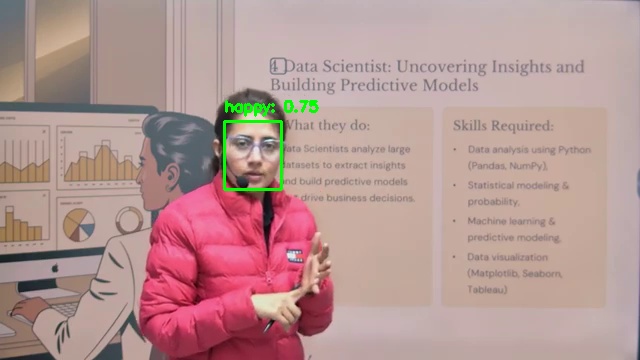 4 Data Scientist: Uncovering Insights and
Building Predictive Models
happy: 0.75
What they do:
Data Scientists analyze large
datasets to extract insights
and build predictive models
drive business decisions.
Skills Required:
• Data analysis using Python
(Pandas, NumPy),
• Statistical modeling &
probability,
• Machine learning &
predictive modeling,
• Data visualization
(Matplotlib, Seaborn,
Tableau)